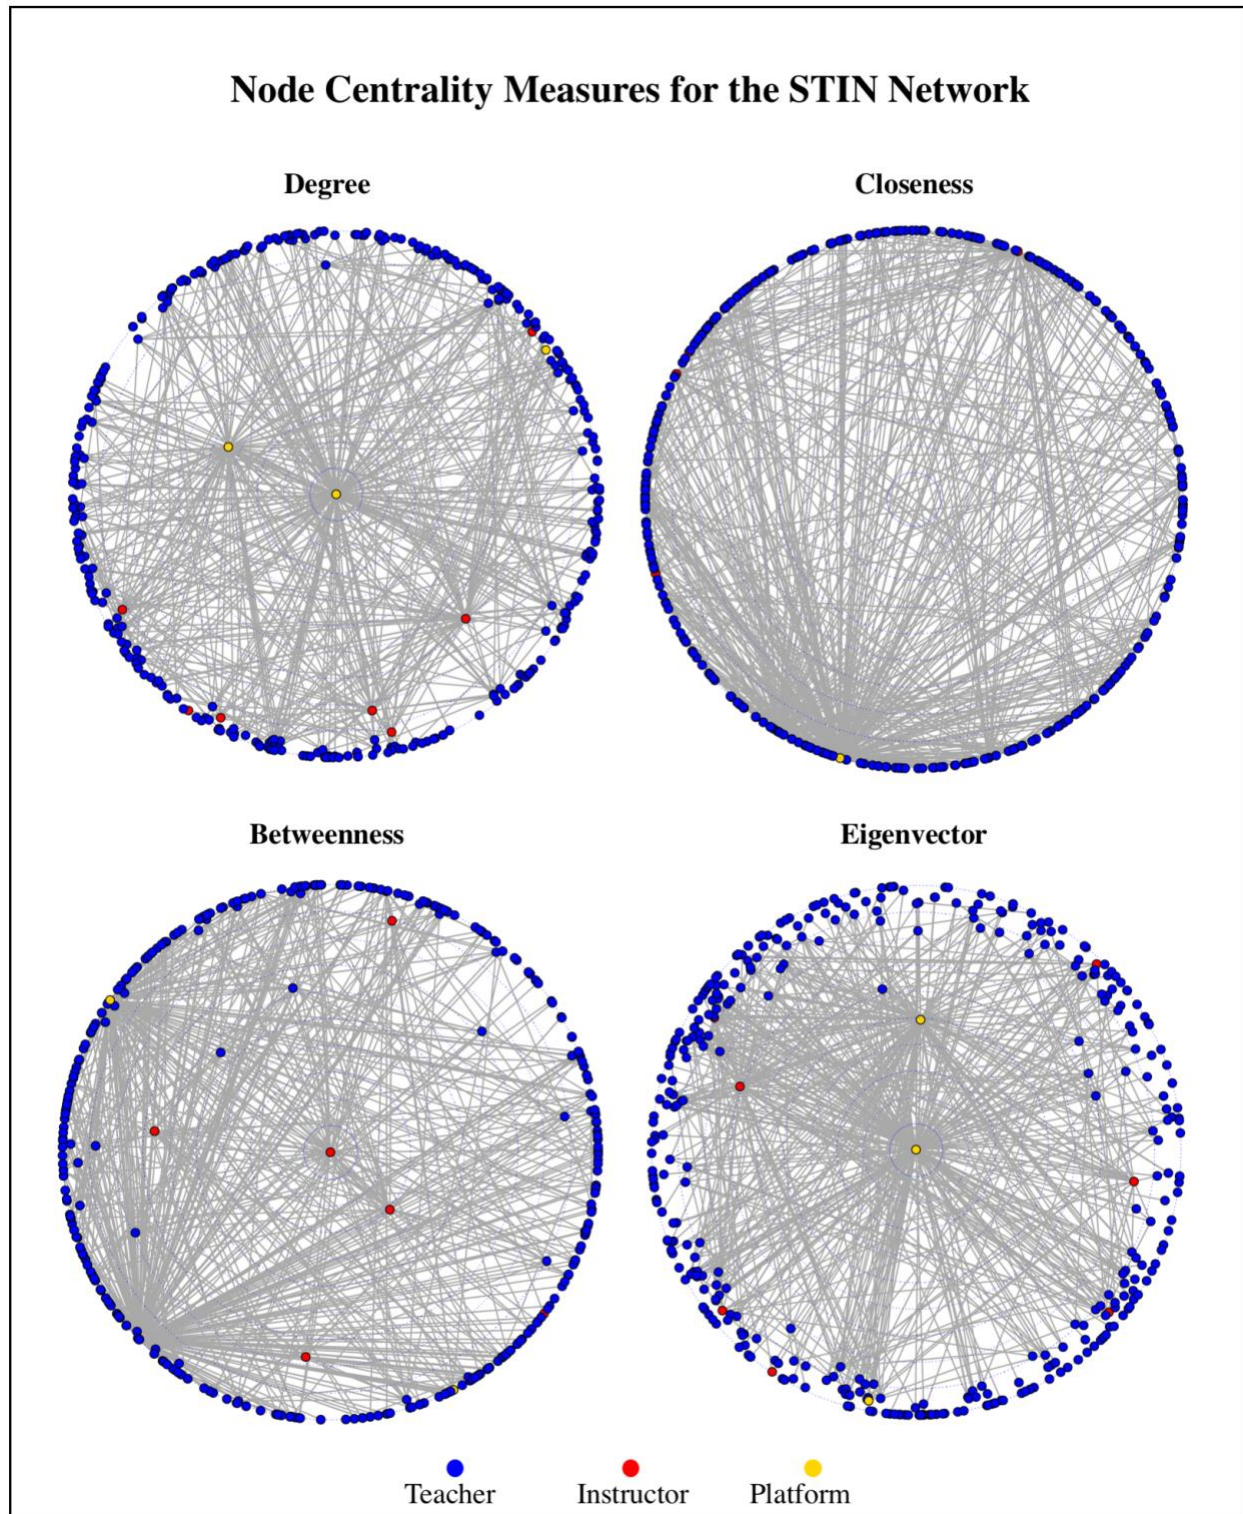 Node Centrality Measures for the STIN Network
Degree
Closeness
Betweenness
Eigenvector
Teacher
Instructor
Platform